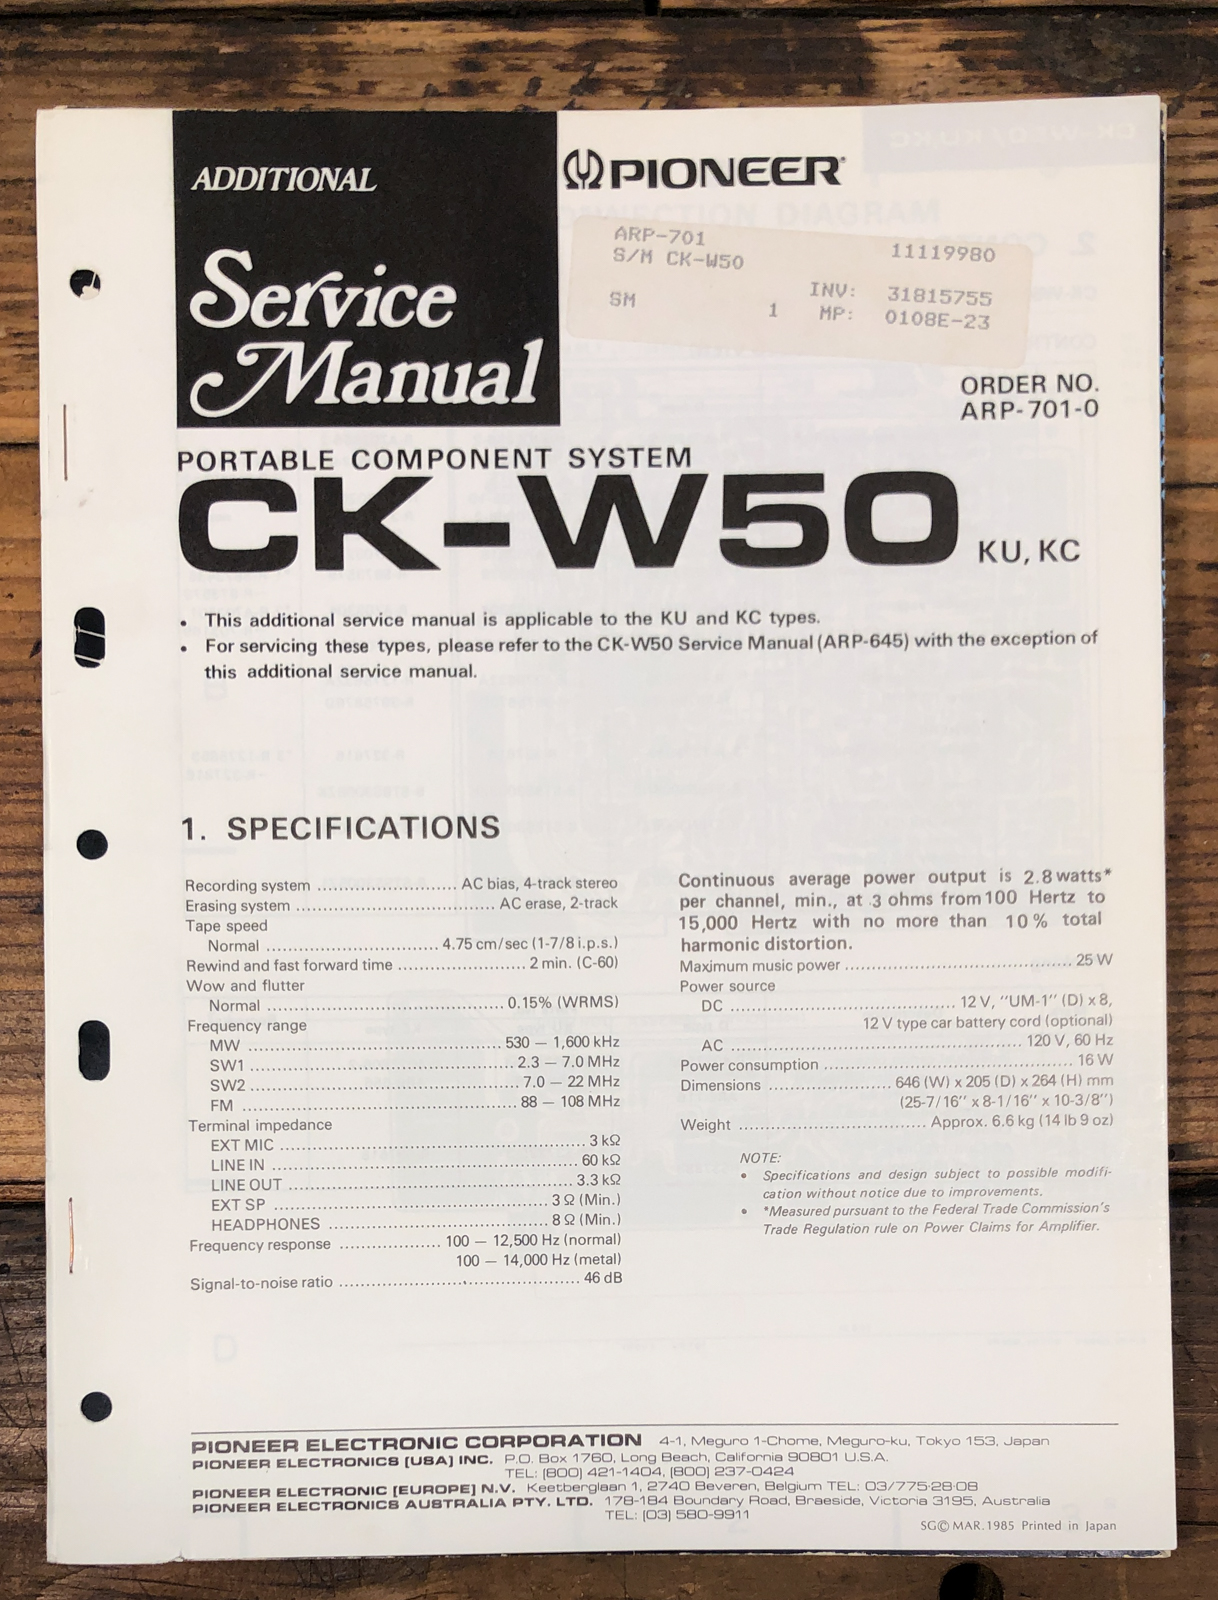 ADDITIONAL
Service
Manual
PIONEER
ARP-701
S/M CK-W50
11119980
SM
1
INV: 31815755
MP: 0108E-23
ORDER NO.
ARP-701-0
PORTABLE COMPONENT SYSTEM
CK-W50 KU, KC
• This additional service manual is applicable to the KU and KC types.
• For servicing these types, please refer to the CK-W50 Service Manual (ARP-645) with the exception of
this additional service manual.
1. SPECIFICATIONS
Recording system ........................ AC bias, 4-track stereo
Erasing system .................................. AC erase, 2-track
Tape speed
Normal .............................. 4.75 cm/sec (1-7/8 i.p.s.)
Rewind and fast forward time ...................... 2 min. (C-60)
Wow and flutter
Normal ........................................ 0.15% (WRMS)
Frequency range
MW ........................................... 530 — 1,600 kHz
SW1 ............................................. 2.3 — 7.0 MHz
SW2 .............................................. 7.0 — 22 MHz
FM ............................................... 88 — 108 MHz
Terminal impedance
EXT MIC ..................................................... 3 kΩ
LINE IN ..................................................... 60 kΩ
LINE OUT .................................................. 3.3 kΩ
EXT SP ............................................... 3 Ω (Min.)
HEADPHONES ...................................... 8 Ω (Min.)
Frequency response .................. 100 — 12,500 Hz (normal)
100 — 14,000 Hz (metal)
Signal-to-noise ratio .......................................... 46 dB
Continuous average power output is 2.8 watts*
per channel, min., at 3 ohms from 100 Hertz to
15,000 Hertz with no more than 10% total
harmonic distortion.
Maximum music power ....................................... 25 W
Power source
DC ....................................... 12 V, "UM-1" (D) x 8,
12 V type car battery cord (optional)
AC .................................................. 120 V, 60 Hz
Power consumption ........................................... 16 W
Dimensions ..................... 646 (W) x 205 (D) x 264 (H) mm
(25-7/16" x 8-1/16" x 10-3/8")
Weight ................................ Approx. 6.6 kg (14 lb 9 oz)
NOTE:
• Specifications and design subject to possible modifi-
cation without notice due to improvements.
• *Measured pursuant to the Federal Trade Commission's
Trade Regulation rule on Power Claims for Amplifier.
PIONEER ELECTRONIC CORPORATION 4-1, Meguro 1-Chome, Meguro-ku, Tokyo 153, Japan
PIONEER ELECTRONICS [USA] INC. P.O. Box 1760, Long Beach, California 90801 U.S.A.
TEL: [800] 421-1404, [800] 237-0424
PIONEER ELECTRONIC [EUROPE] N.V. Keetberglaan 1, 2740 Beveren, Belgium TEL: 03/775·28·08
PIONEER ELECTRONICS AUSTRALIA PTY. LTD. 178-184 Boundary Road, Braeside, Victoria 3195, Australia
TEL: [03] 580-9911
SG© MAR. 1985 Printed in Japan